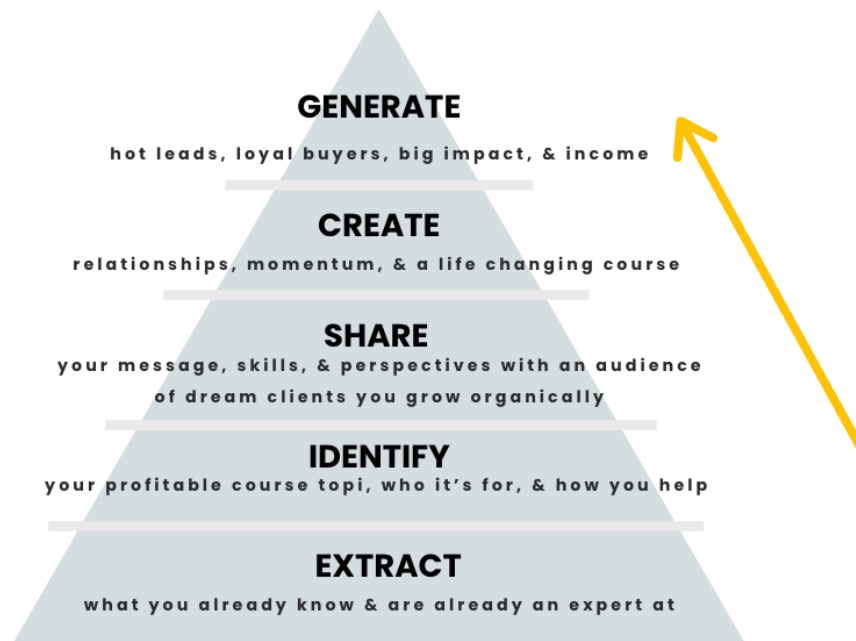 GENERATE
hot leads, loyal buyers, big impact, & income
CREATE
relationships, momentum, & a life changing course
SHARE
your message, skills, & perspectives with an audience
of dream clients you grow organically
IDENTIFY
your profitable course topi, who it’s for, & how you help
EXTRACT
what you already know & are already an expert at